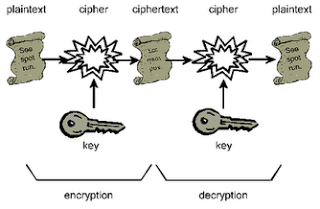 plaintext cipher ciphertext cipher plaintext
See
spot
run.
See
spot
run.
key key
encryption decryption